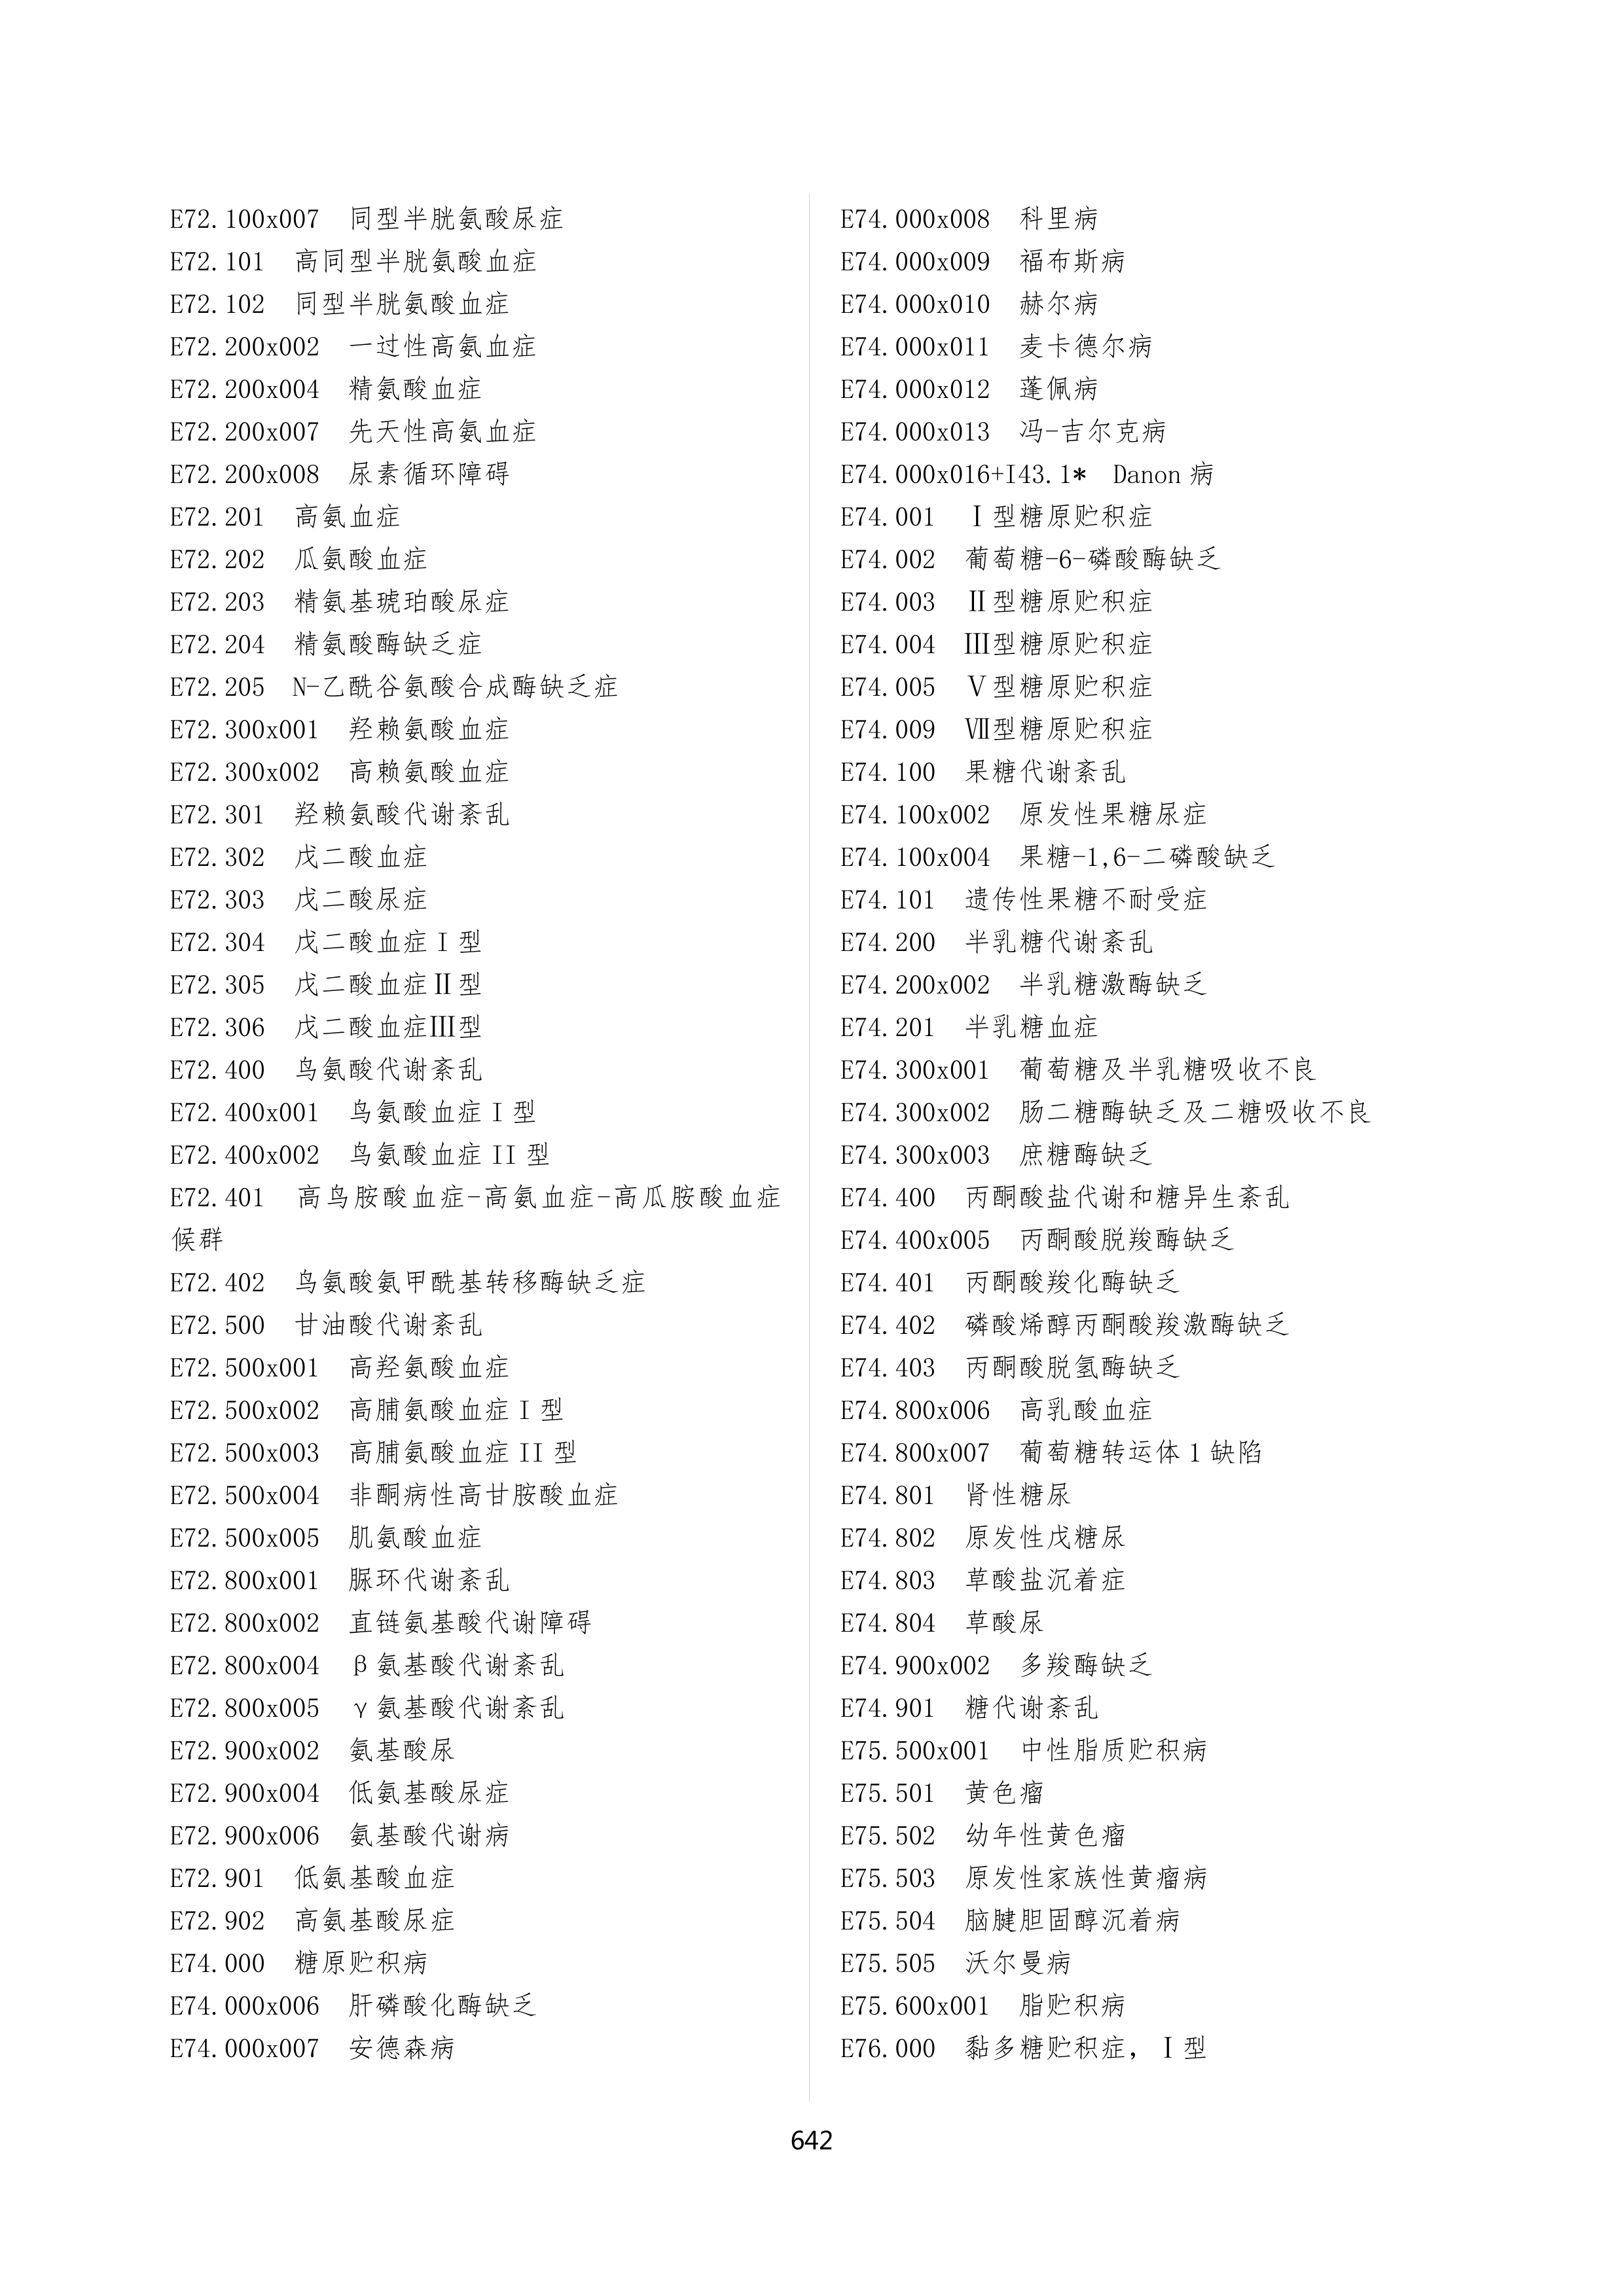 E72.100x007 同型半胱氨酸尿症
E72.101 高同型半胱氨酸血症
E72.102 同型半胱氨酸血症
E72.200x002 一过性高氨血症
E72.200x004 精氨酸血症
E72.200x007 先天性高氨血症
E72.200x008 尿素循环障碍
E72.201 高氨血症
E72.202 瓜氨酸血症
E72.203 精氨基琥珀酸尿症
E72.204 精氨酸酶缺乏症
E72.205 N-乙酰谷氨酸合成酶缺乏症
E72.300x001 羟赖氨酸血症
E72.300x002 高赖氨酸血症
E72.301 羟赖氨酸代谢紊乱
E72.302 戊二酸血症
E72.303 戊二酸尿症
E72.304 戊二酸血症 I 型
E72.305 戊二酸血症Ⅱ型
E72.306 戊二酸血症Ⅲ型
E72.400 鸟氨酸代谢紊乱
E72.400x001 鸟氨酸血症 I 型
E72.400x002 鸟氨酸血症 II 型
E72.401 高鸟胺酸血症-高氨血症-高瓜胺酸血症
候群
E72.402 鸟氨酸氨甲酰基转移酶缺乏症
E72.500 甘油酸代谢紊乱
E72.500x001 高羟氨酸血症
E72.500x002 高脯氨酸血症 I 型
E72.500x003 高脯氨酸血症 II 型
E72.500x004 非酮病性高甘胺酸血症
E72.500x005 肌氨酸血症
E72.800x001 脲环代谢紊乱
E72.800x002 直链氨基酸代谢障碍
E72.800x004 β氨基酸代谢紊乱
E72.800x005 γ氨基酸代谢紊乱
E72.900x002 氨基酸尿
E72.900x004 低氨基酸尿症
E72.900x006 氨基酸代谢病
E72.901 低氨基酸血症
E72.902 高氨基酸尿症
E74.000 糖原贮积病
E74.000x006 肝磷酸化酶缺乏
E74.000x007 安德森病
E74.000x008 科里病
E74.000x009 福布斯病
E74.000x010 赫尔病
E74.000x011 麦卡德尔病
E74.000x012 蓬佩病
E74.000x013 冯-吉尔克病
E74.000x016+I43.1* Danon 病
E74.001 Ⅰ型糖原贮积症
E74.002 葡萄糖-6-磷酸酶缺乏
E74.003 Ⅱ型糖原贮积症
E74.004 Ⅲ型糖原贮积症
E74.005 Ⅴ型糖原贮积症
E74.009 Ⅶ型糖原贮积症
E74.100 果糖代谢紊乱
E74.100x002 原发性果糖尿症
E74.100x004 果糖-1,6-二磷酸缺乏
E74.101 遗传性果糖不耐受症
E74.200 半乳糖代谢紊乱
E74.200x002 半乳糖激酶缺乏
E74.201 半乳糖血症
E74.300x001 葡萄糖及半乳糖吸收不良
E74.300x002 肠二糖酶缺乏及二糖吸收不良
E74.300x003 庶糖酶缺乏
E74.400 丙酮酸盐代谢和糖异生紊乱
E74.400x005 丙酮酸脱羧酶缺乏
E74.401 丙酮酸羧化酶缺乏
E74.402 磷酸烯醇丙酮酸羧激酶缺乏
E74.403 丙酮酸脱氢酶缺乏
E74.800x006 高乳酸血症
E74.800x007 葡萄糖转运体 1 缺陷
E74.801 肾性糖尿
E74.802 原发性戊糖尿
E74.803 草酸盐沉着症
E74.804 草酸尿
E74.900x002 多羧酶缺乏
E74.901 糖代谢紊乱
E75.500x001 中性脂质贮积病
E75.501 黄色瘤
E75.502 幼年性黄色瘤
E75.503 原发性家族性黄瘤病
E75.504 脑腱胆固醇沉着病
E75.505 沃尔曼病
E75.600x001 脂贮积病
E76.000 黏多糖贮积症，Ⅰ型
642